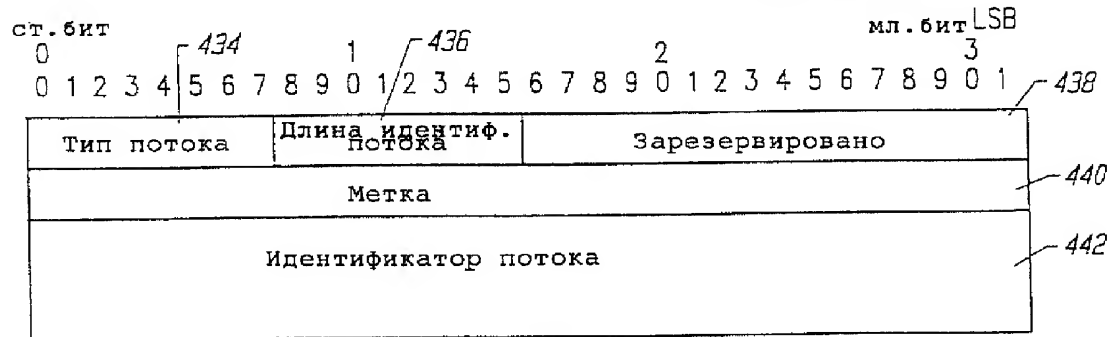 ст.бит мл.бит LSB
0 434 1 436 2 3
0 1 2 3 4 5 6 7 8 9 0 1 2 3 4 5 6 7 8 9 0 1 2 3 4 5 6 7 8 9 0 1 438
Тип потока Длина идентиф. потока Зарезервировано
Метка 440
Идентификатор потока 442